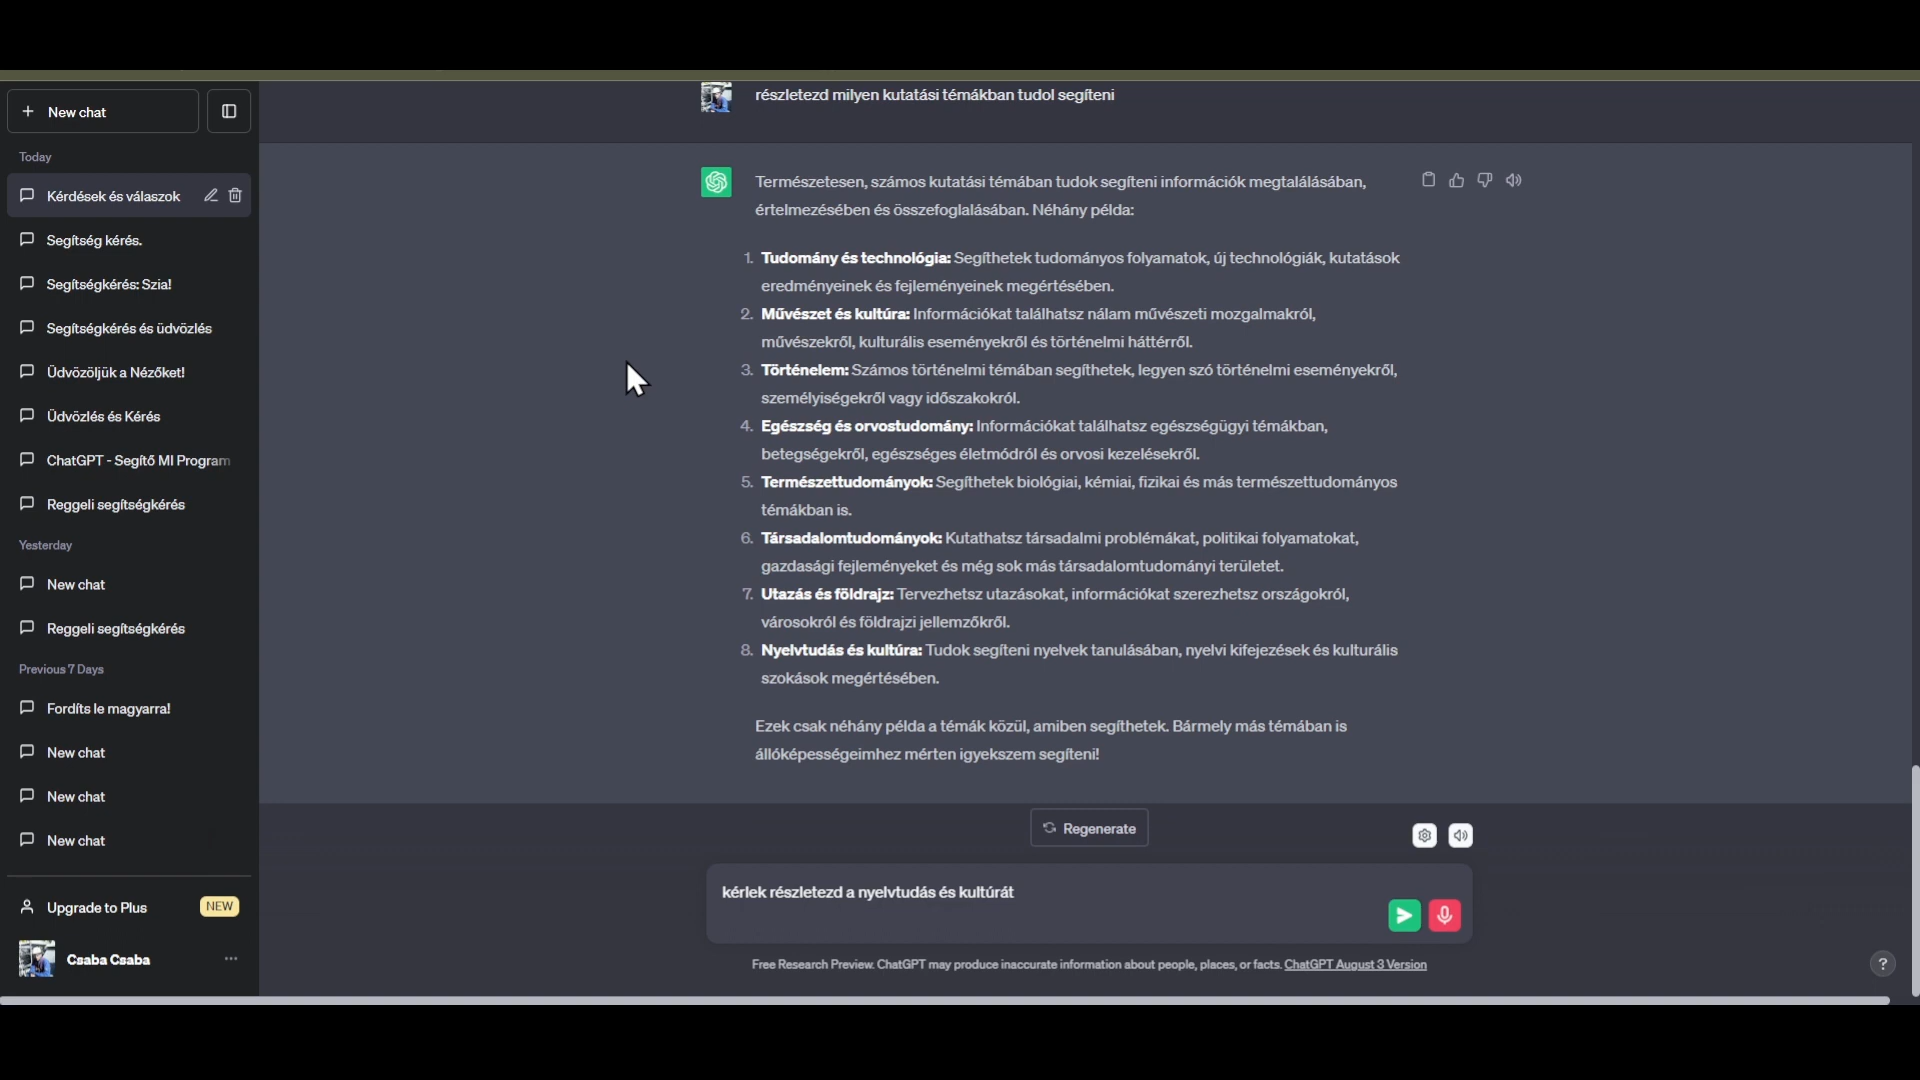 New chat
Today
Kérdések és válaszok
Segítség kérés.
Segítségkérés: Szia!
Segítségkérés és üdvözlés
Üdvözöljük a Nézőket!
Üdvözlés és Kérés
ChatGPT - Segítő MI Program
Reggeli segítségkérés
Yesterday
New chat
Reggeli segítségkérés
Previous 7 Days
Fordíts le magyarra!
New chat
New chat
New chat
Upgrade to Plus
NEW
Csaba Csaba
részletezd milyen kutatási témákban tudol segíteni
Természetesen, számos kutatási témában tudok segíteni információk megtalálásában,
értelmezésében és összefoglalásában. Néhány példa:
1. Tudomány és technológia: Segíthetek tudományos folyamatok, új technológiák, kutatások
eredményeinek és fejleményeinek megértésében.
2. Művészet és kultúra: Információkat találhatsz nálam művészeti mozgalmakról,
művészekről, kulturális eseményekről és történelmi háttérről.
3. Történelem: Számos történelmi témában segíthetek, legyen szó történelmi eseményekről,
személyiségekről vagy időszakokról.
4. Egészség és orvostudomány: Információkat találhatsz egészségügyi témákban,
betegségekről, egészséges életmódról és orvosi kezelésekről.
5. Természettudományok: Segíthetek biológiai, kémiai, fizikai és más természettudományos
témákban is.
6. Társadalomtudományok: Kutathatsz társadalmi problémákat, politikai folyamatokat,
gazdasági fejleményeket és még sok más társadalomtudományi területet.
7. Utazás és földrajz: Tervezhetsz utazásokat, információkat szerezhetsz országokról,
városokról és földrajzi jellemzőkről.
8. Nyelvtudás és kultúra: Tudok segíteni nyelvek tanulásában, nyelvi kifejezések és kulturális
szokások megértésében.
Ezek csak néhány példa a témák közül, amiben segíthetek. Bármely más témában is
állóképességeimhez mérten igyekszem segíteni!
Regenerate
kérlek részletezd a nyelvtudás és kultúrát
Free Research Preview. ChatGPT may produce inaccurate information about people, places, or facts. ChatGPT August 3 Version
?